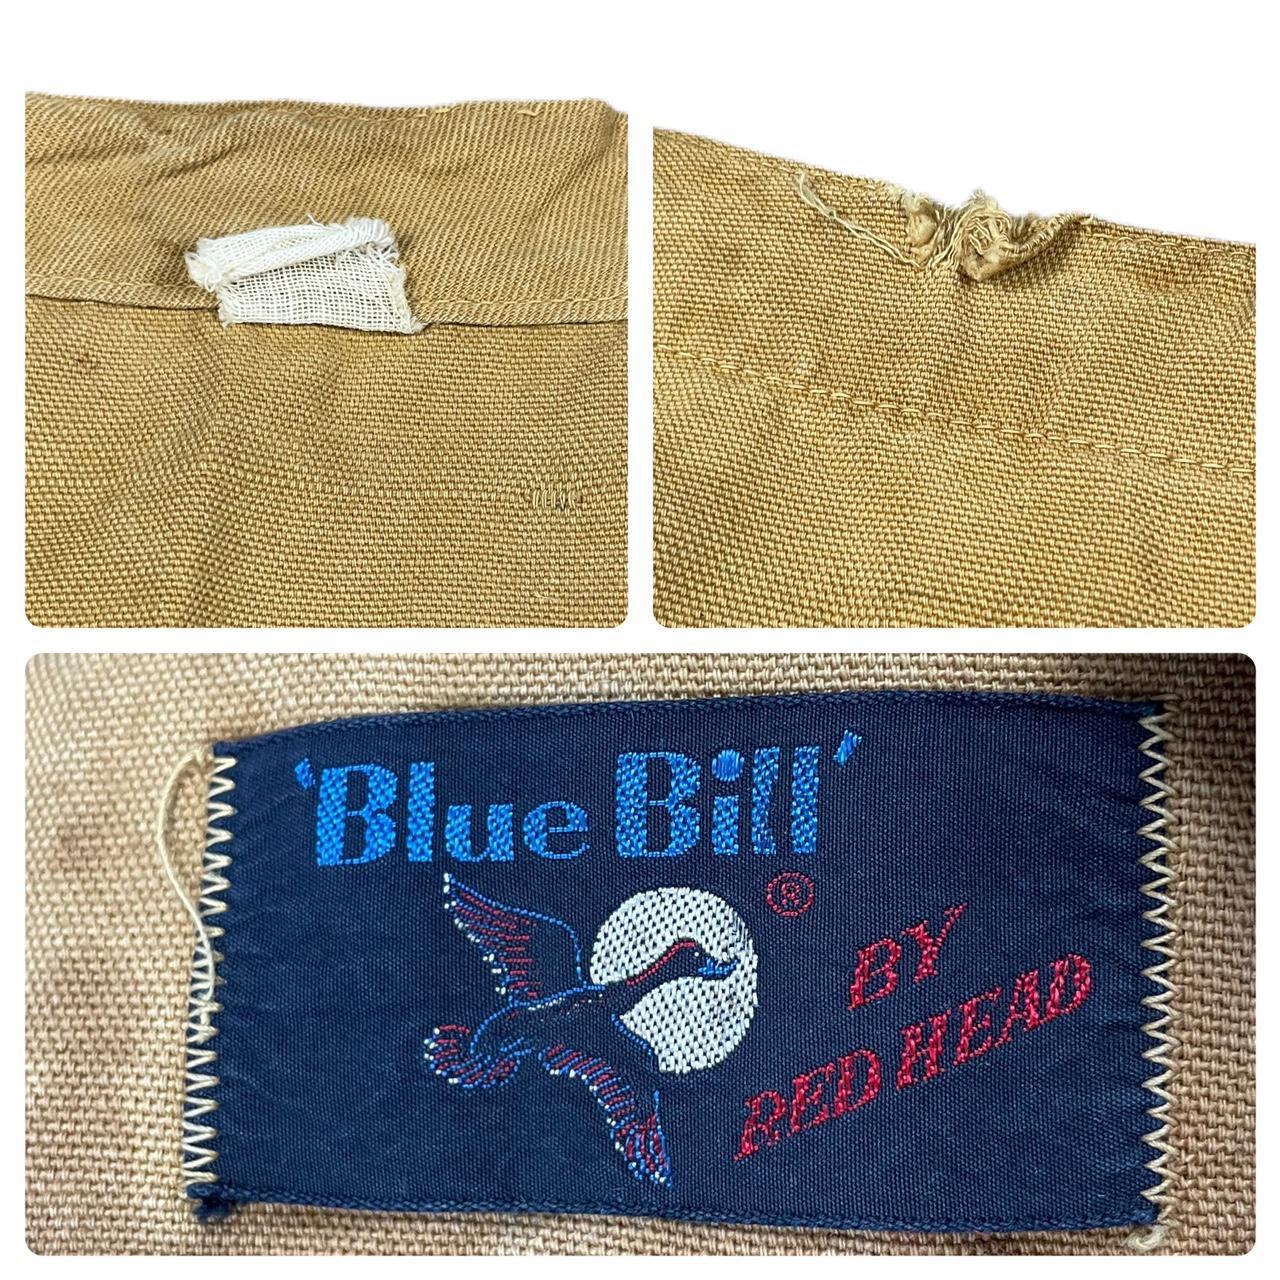 'Blue Bill'
®
BY
RED HEAD